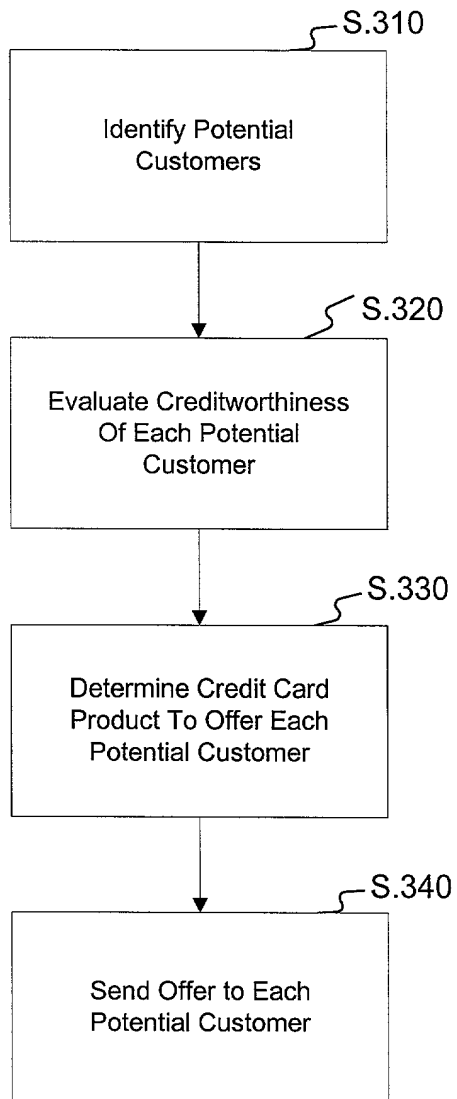 S.310
Identify Potential
Customers
S.320
Evaluate Creditworthiness
Of Each Potential
Customer
S.330
Determine Credit Card
Product To Offer Each
Potential Customer
S.340
Send Offer to Each
Potential Customer